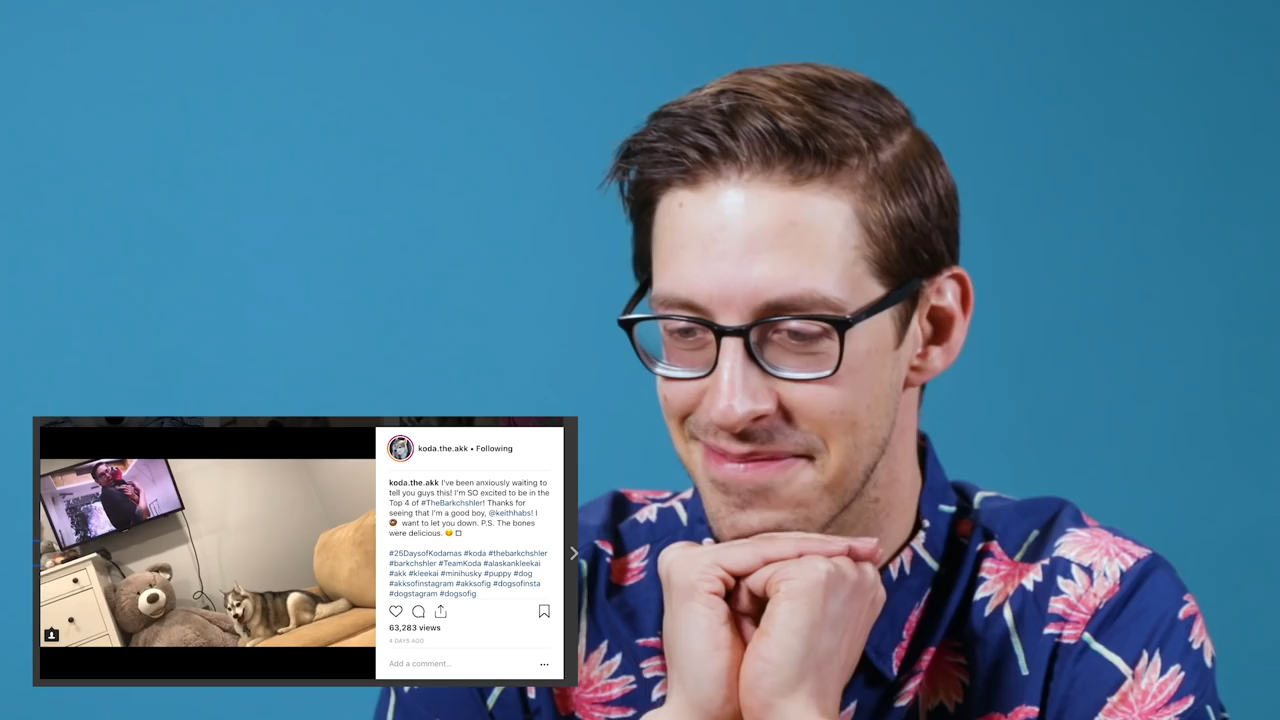 koda.the.akk • Following
koda.the.akk I've been anxiously waiting to
tell you guys this! I'm SO excited to be in the
Top 4 of #TheBarkchshler! Thanks for
seeing that I'm a good boy, @keithhabs! I
🍩 want to let you down. P.S. The bones
were delicious. 😋 □
#25DaysofKodamas #koda #thebarkchshler
#barkchshler #TeamKoda #alaskankleekai
#akk #kleekai #minihusky #puppy #dog
#akksofinstagram #akksofig #dogsofinsta
#dogstagram #dogsofig
63,283 views
4 DAYS AGO
Add a comment...